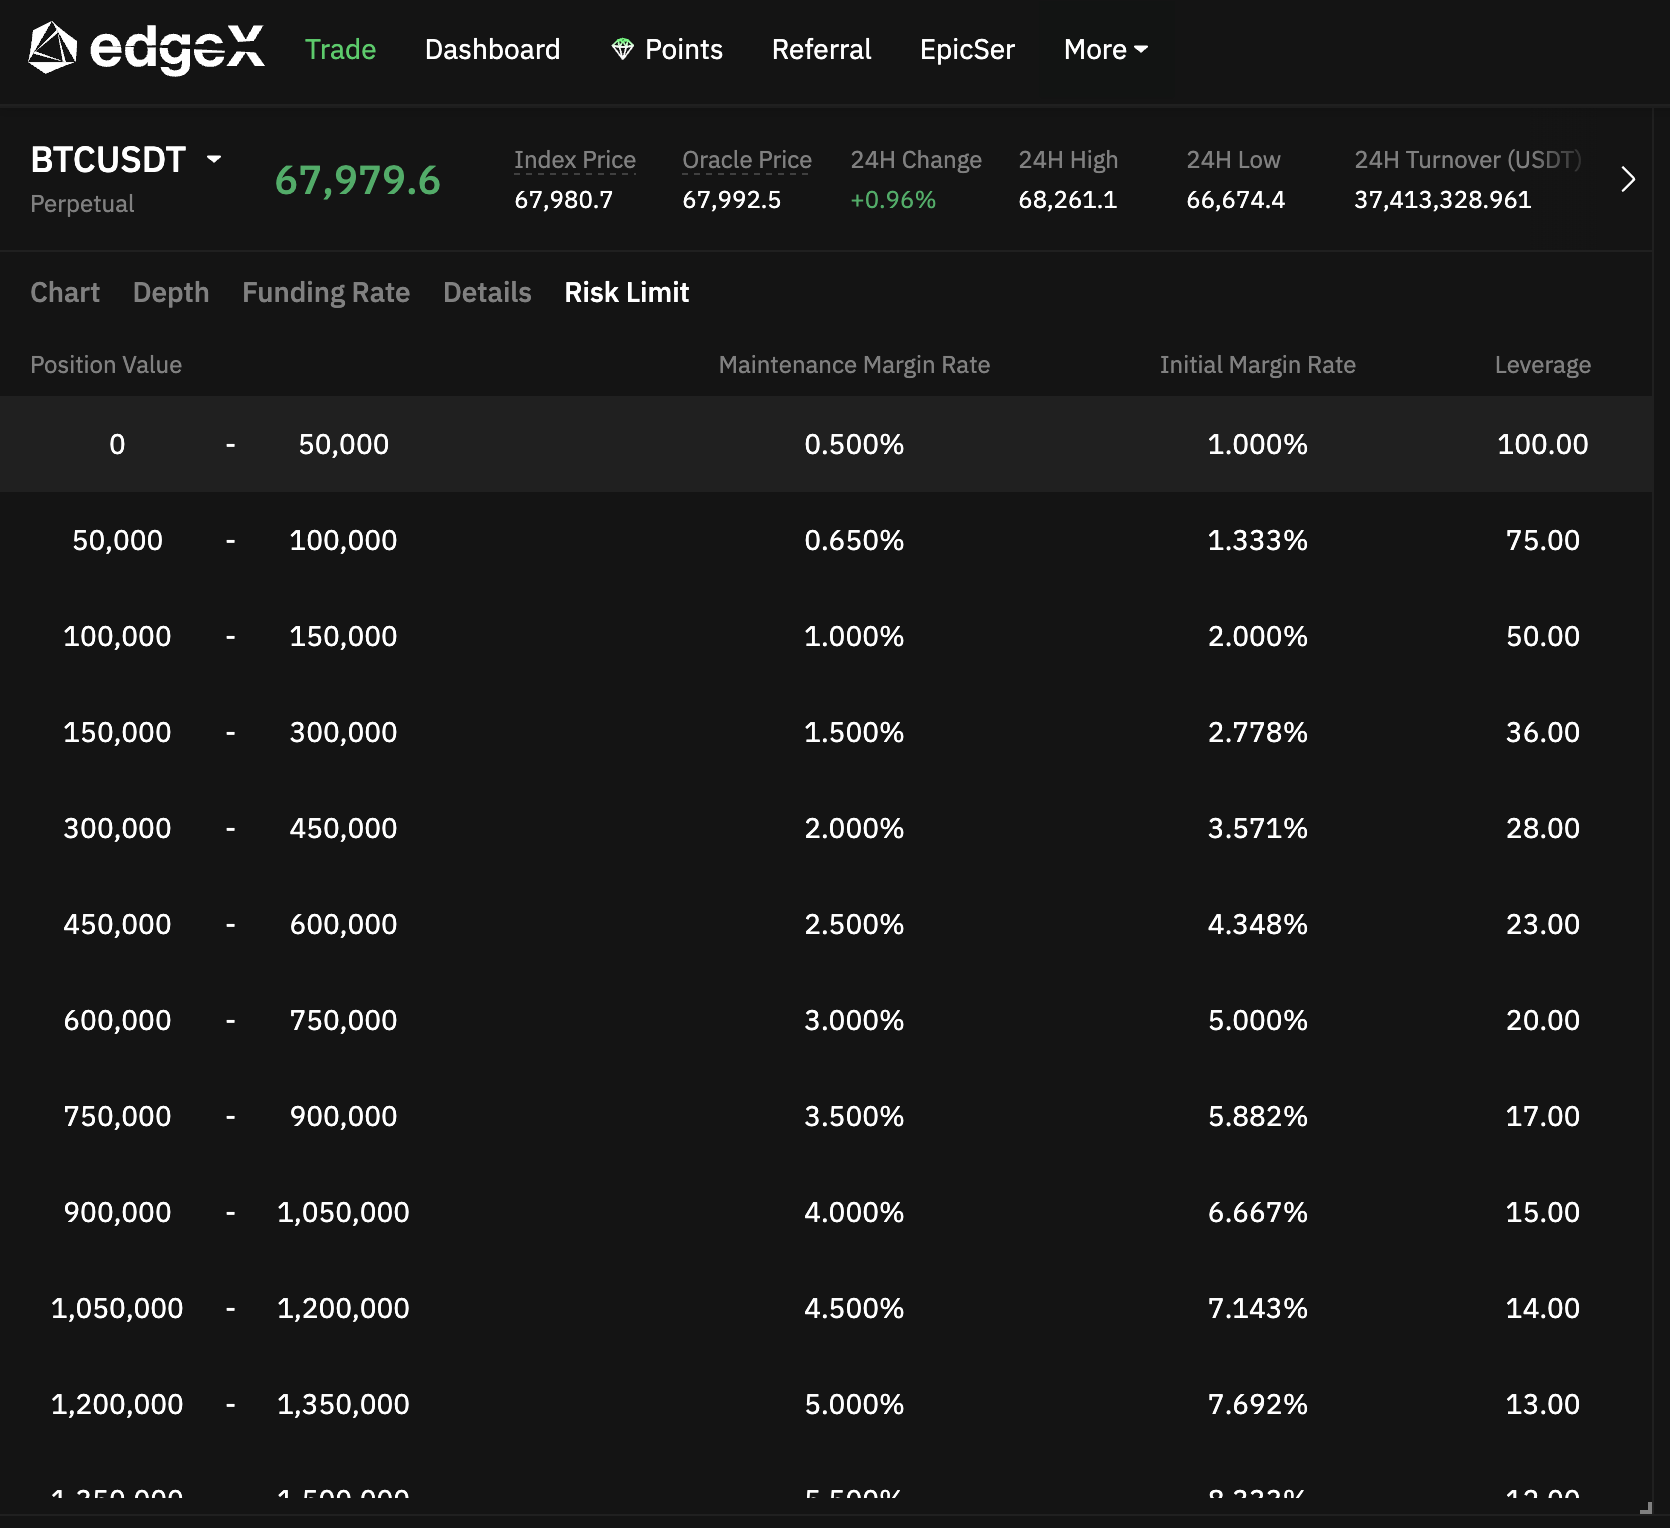 edgeX Trade Dashboard Points Referral EpicSer More
BTCUSDT
Perpetual
67,979.6
Index Price Oracle Price 24H Change 24H High 24H Low 24H Turnover (USDT)
67,980.7 67,992.5 +0.96% 68,261.1 66,674.4 37,413,328.961
Chart Depth Funding Rate Details Risk Limit
Position Value Maintenance Margin Rate Initial Margin Rate Leverage
0 - 50,000 0.500% 1.000% 100.00
50,000 - 100,000 0.650% 1.333% 75.00
100,000 - 150,000 1.000% 2.000% 50.00
150,000 - 300,000 1.500% 2.778% 36.00
300,000 - 450,000 2.000% 3.571% 28.00
450,000 - 600,000 2.500% 4.348% 23.00
600,000 - 750,000 3.000% 5.000% 20.00
750,000 - 900,000 3.500% 5.882% 17.00
900,000 - 1,050,000 4.000% 6.667% 15.00
1,050,000 - 1,200,000 4.500% 7.143% 14.00
1,200,000 - 1,350,000 5.000% 7.692% 13.00